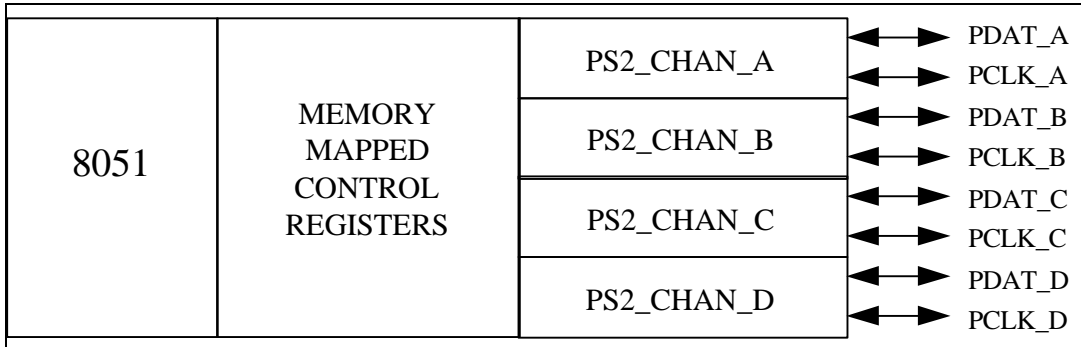 8051
MEMORY
MAPPED
CONTROL
REGISTERS
PS2_CHAN_A
PS2_CHAN_B
PS2_CHAN_C
PS2_CHAN_D
PDAT_A
PCLK_A
PDAT_B
PCLK_B
PDAT_C
PCLK_C
PDAT_D
PCLK_D